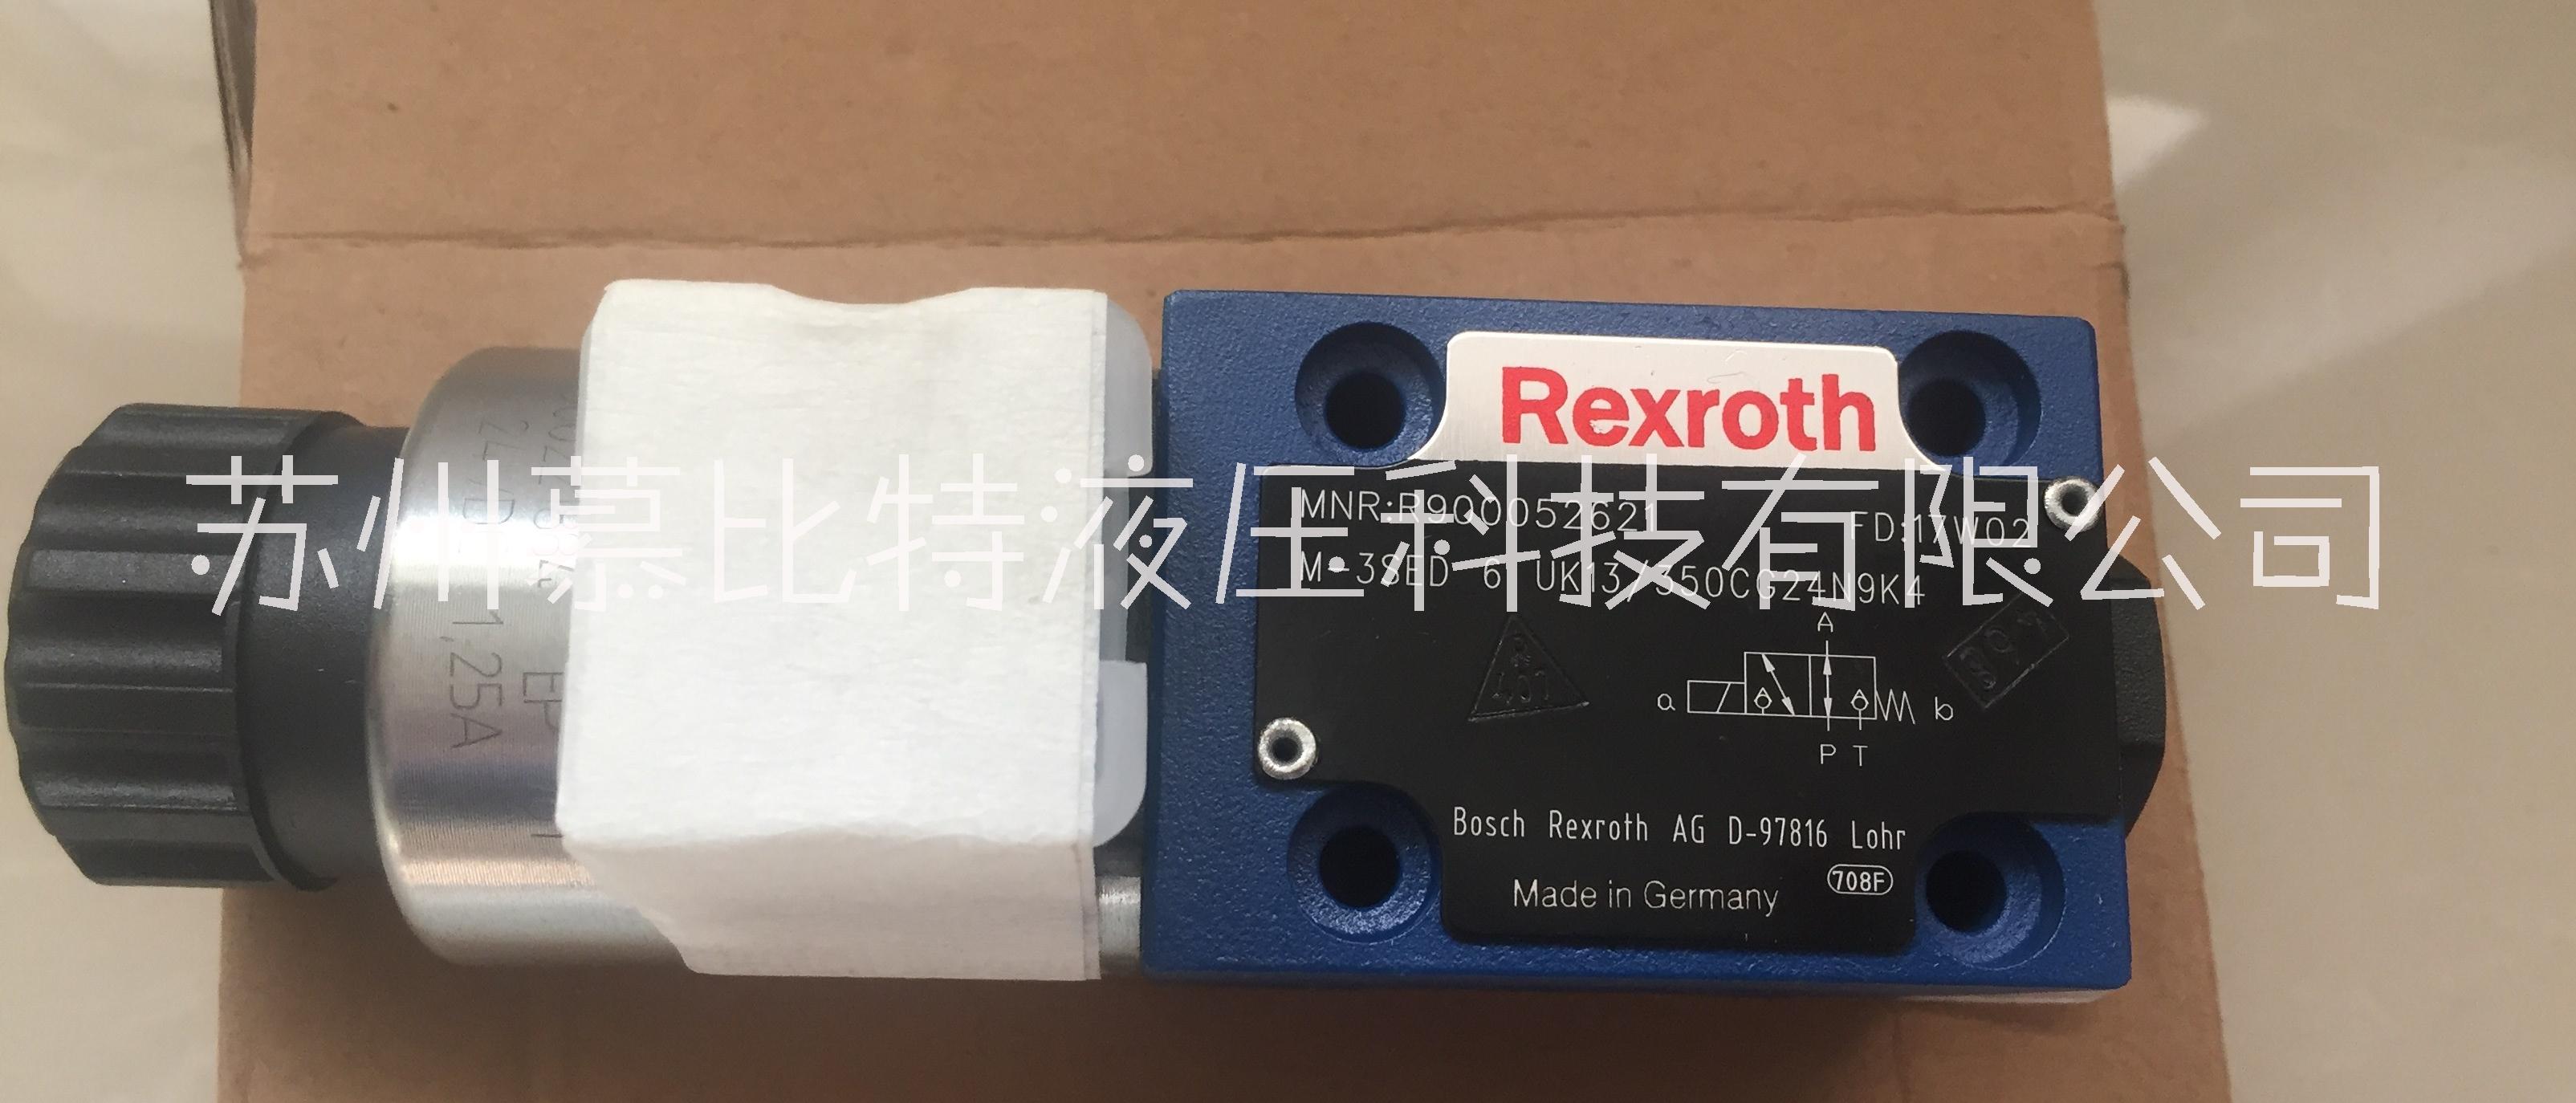 Rexroth
苏州慕比特液压科技有限公司
MNR:R900052621 FD:17W02
M-3SED 6 UK13/350CG24N9K4
A
a b
P T
Bosch Rexroth AG D-97816 Lohr
Made in Germany 708F
1,25A